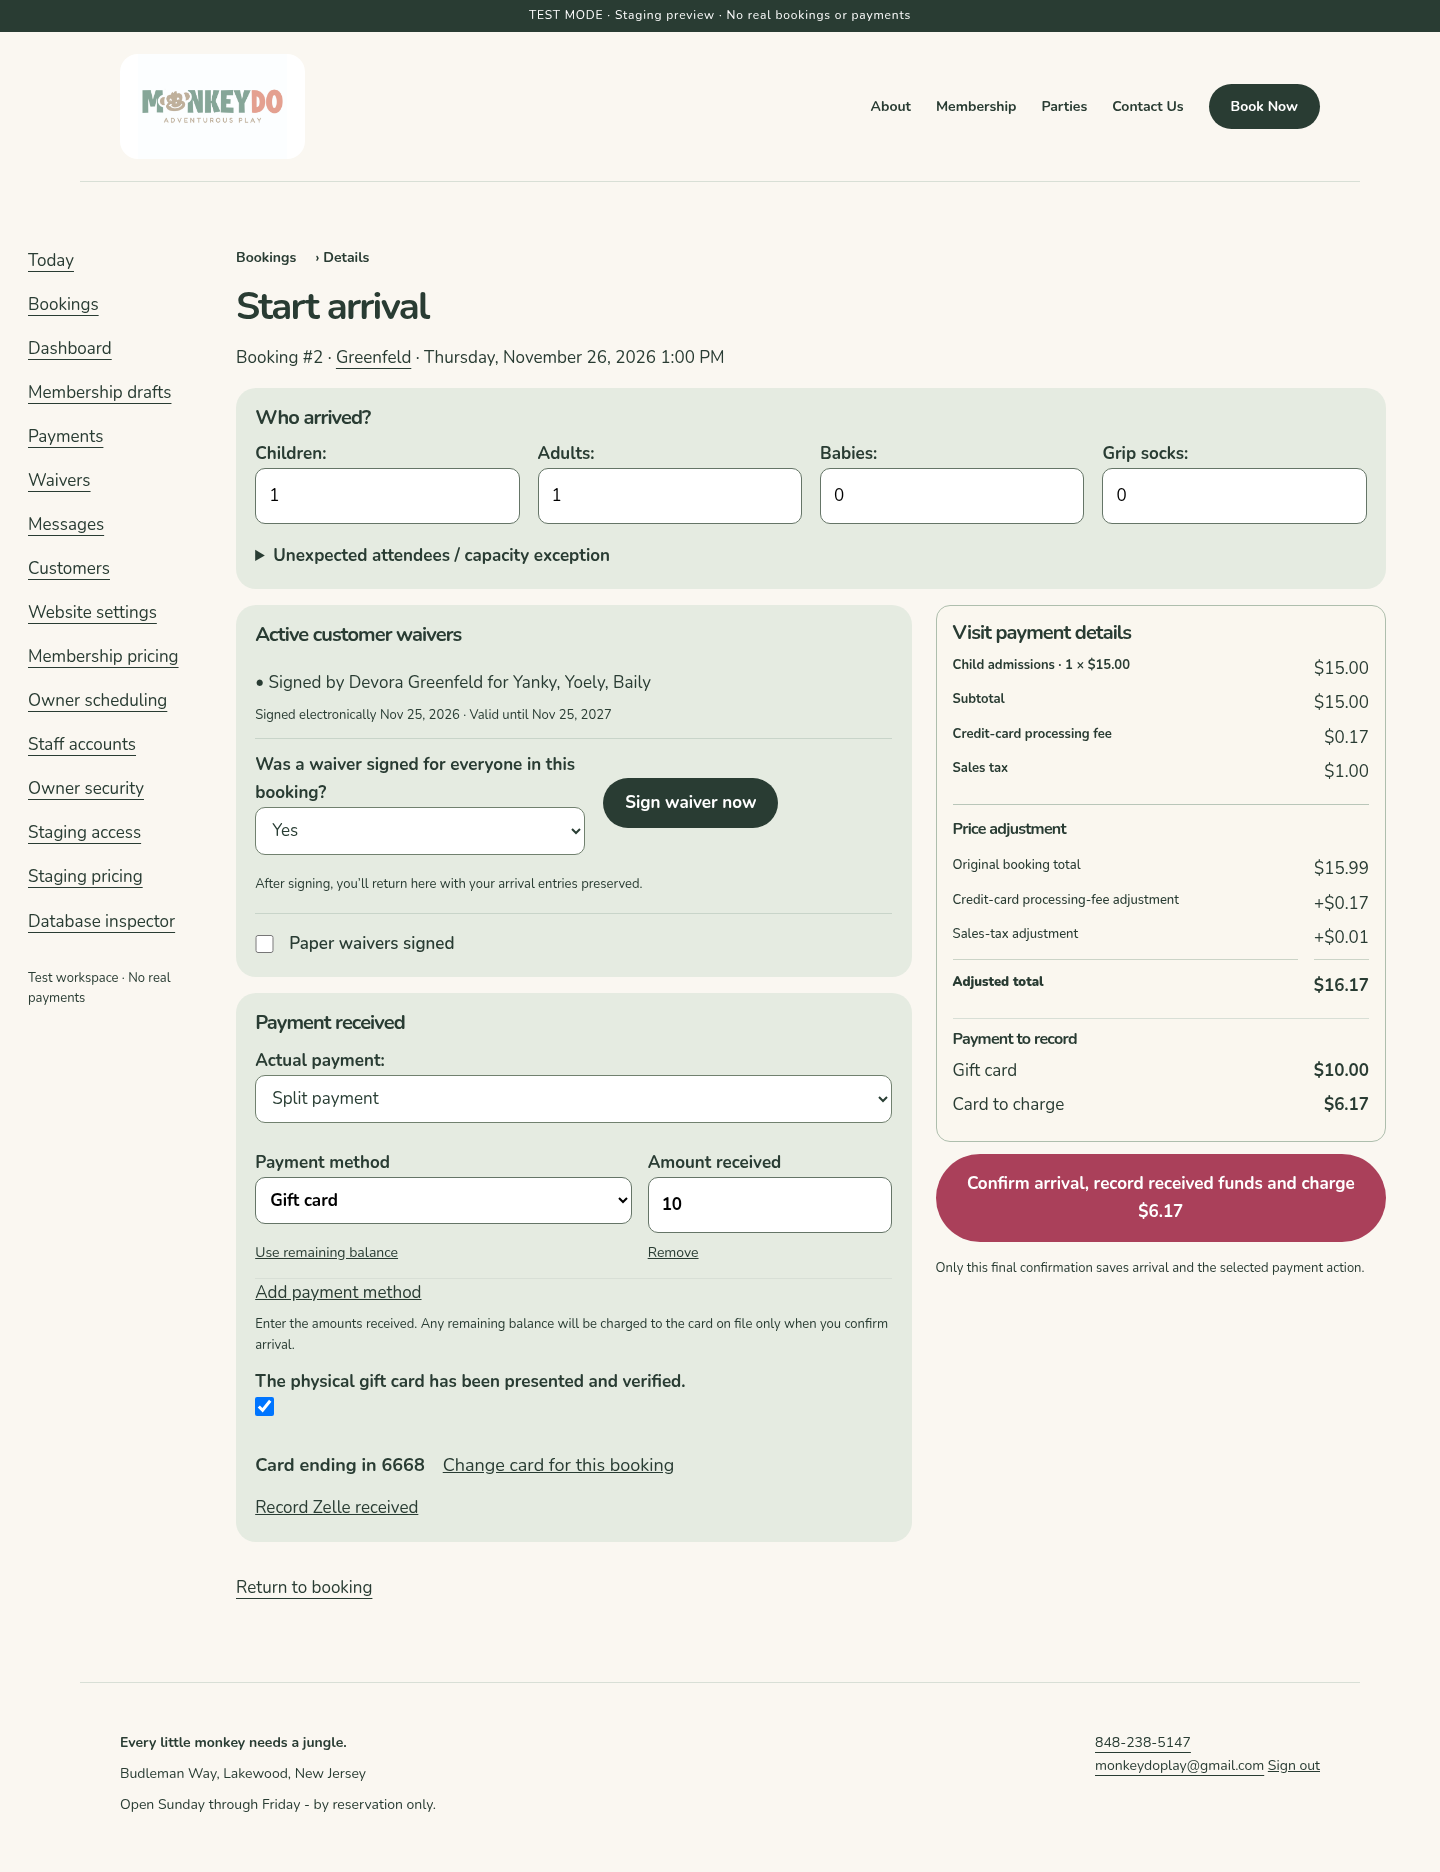 TEST MODE · Staging preview · No real bookings or payments
MONKEYDO
ADVENTUROUS PLAY
About
Membership
Parties
Contact Us
Book Now
Today
Bookings
Dashboard
Membership drafts
Payments
Waivers
Messages
Customers
Website settings
Membership pricing
Owner scheduling
Staff accounts
Owner security
Staging access
Staging pricing
Database inspector
Test workspace · No real
payments
Bookings › Details
Start arrival
Booking #2 · Greenfeld · Thursday, November 26, 2026 1:00 PM
Who arrived?
Children: Adults: Babies: Grip socks:
1 1 0 0
▶ Unexpected attendees / capacity exception
Active customer waivers
• Signed by Devora Greenfeld for Yanky, Yoely, Baily
Signed electronically Nov 25, 2026 · Valid until Nov 25, 2027
Was a waiver signed for everyone in this
booking?
Yes
Sign waiver now
After signing, you’ll return here with your arrival entries preserved.
Paper waivers signed
Payment received
Actual payment:
Split payment
Payment method Amount received
Gift card 10
Use remaining balance Remove
Add payment method
Enter the amounts received. Any remaining balance will be charged to the card on file only when you confirm
arrival.
The physical gift card has been presented and verified.
Card ending in 6668 Change card for this booking
Record Zelle received
Return to booking
Visit payment details
Child admissions · 1 × $15.00 $15.00
Subtotal $15.00
Credit-card processing fee $0.17
Sales tax $1.00
Price adjustment
Original booking total $15.99
Credit-card processing-fee adjustment +$0.17
Sales-tax adjustment +$0.01
Adjusted total $16.17
Payment to record
Gift card $10.00
Card to charge $6.17
Confirm arrival, record received funds and charge
$6.17
Only this final confirmation saves arrival and the selected payment action.
Every little monkey needs a jungle.
Budleman Way, Lakewood, New Jersey
Open Sunday through Friday - by reservation only.
848-238-5147
monkeydoplay@gmail.com Sign out